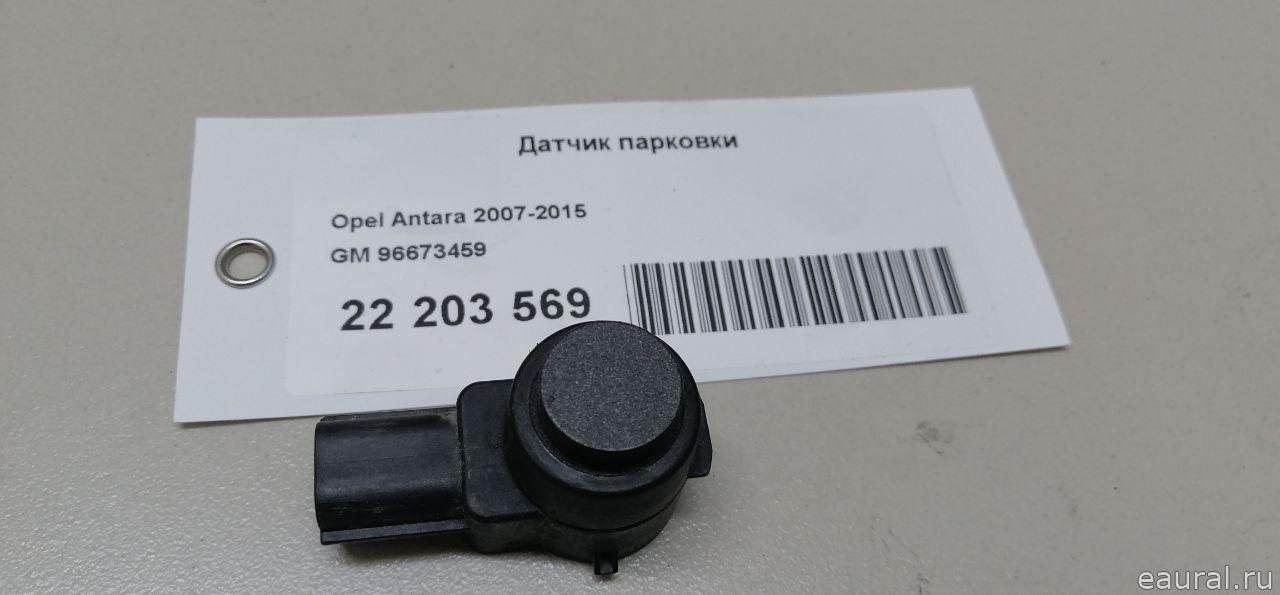 Датчик парковки
Opel Antara 2007-2015
GM 96673459
22 203 569
eaural.ru